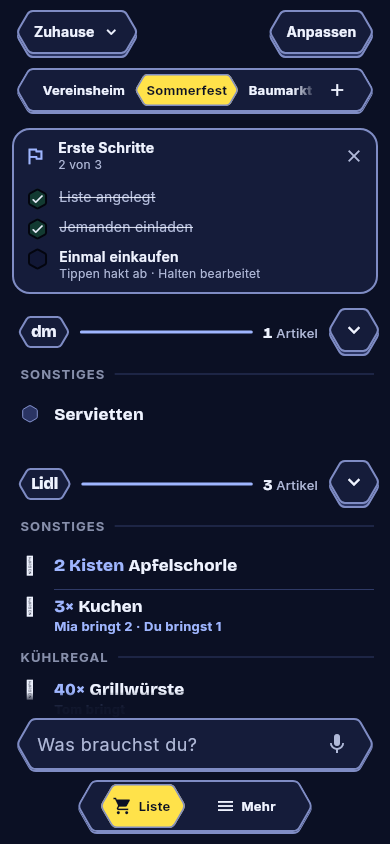 Zuhause
Anpassen
Vereinsheim
Sommerfest
Baumarkt
+
Erste Schritte
2 von 3
Liste angelegt
Jemanden einladen
Einmal einkaufen
Tippen hakt ab · Halten bearbeitet
dm
1 Artikel
SONSTIGES
Servietten
Lidl
3 Artikel
SONSTIGES
2 Kisten Apfelschorle
3× Kuchen
Mia bringt 2 · Du bringst 1
KÜHLREGAL
40× Grillwürste
Tom bringt
Was brauchst du?
Liste
Mehr